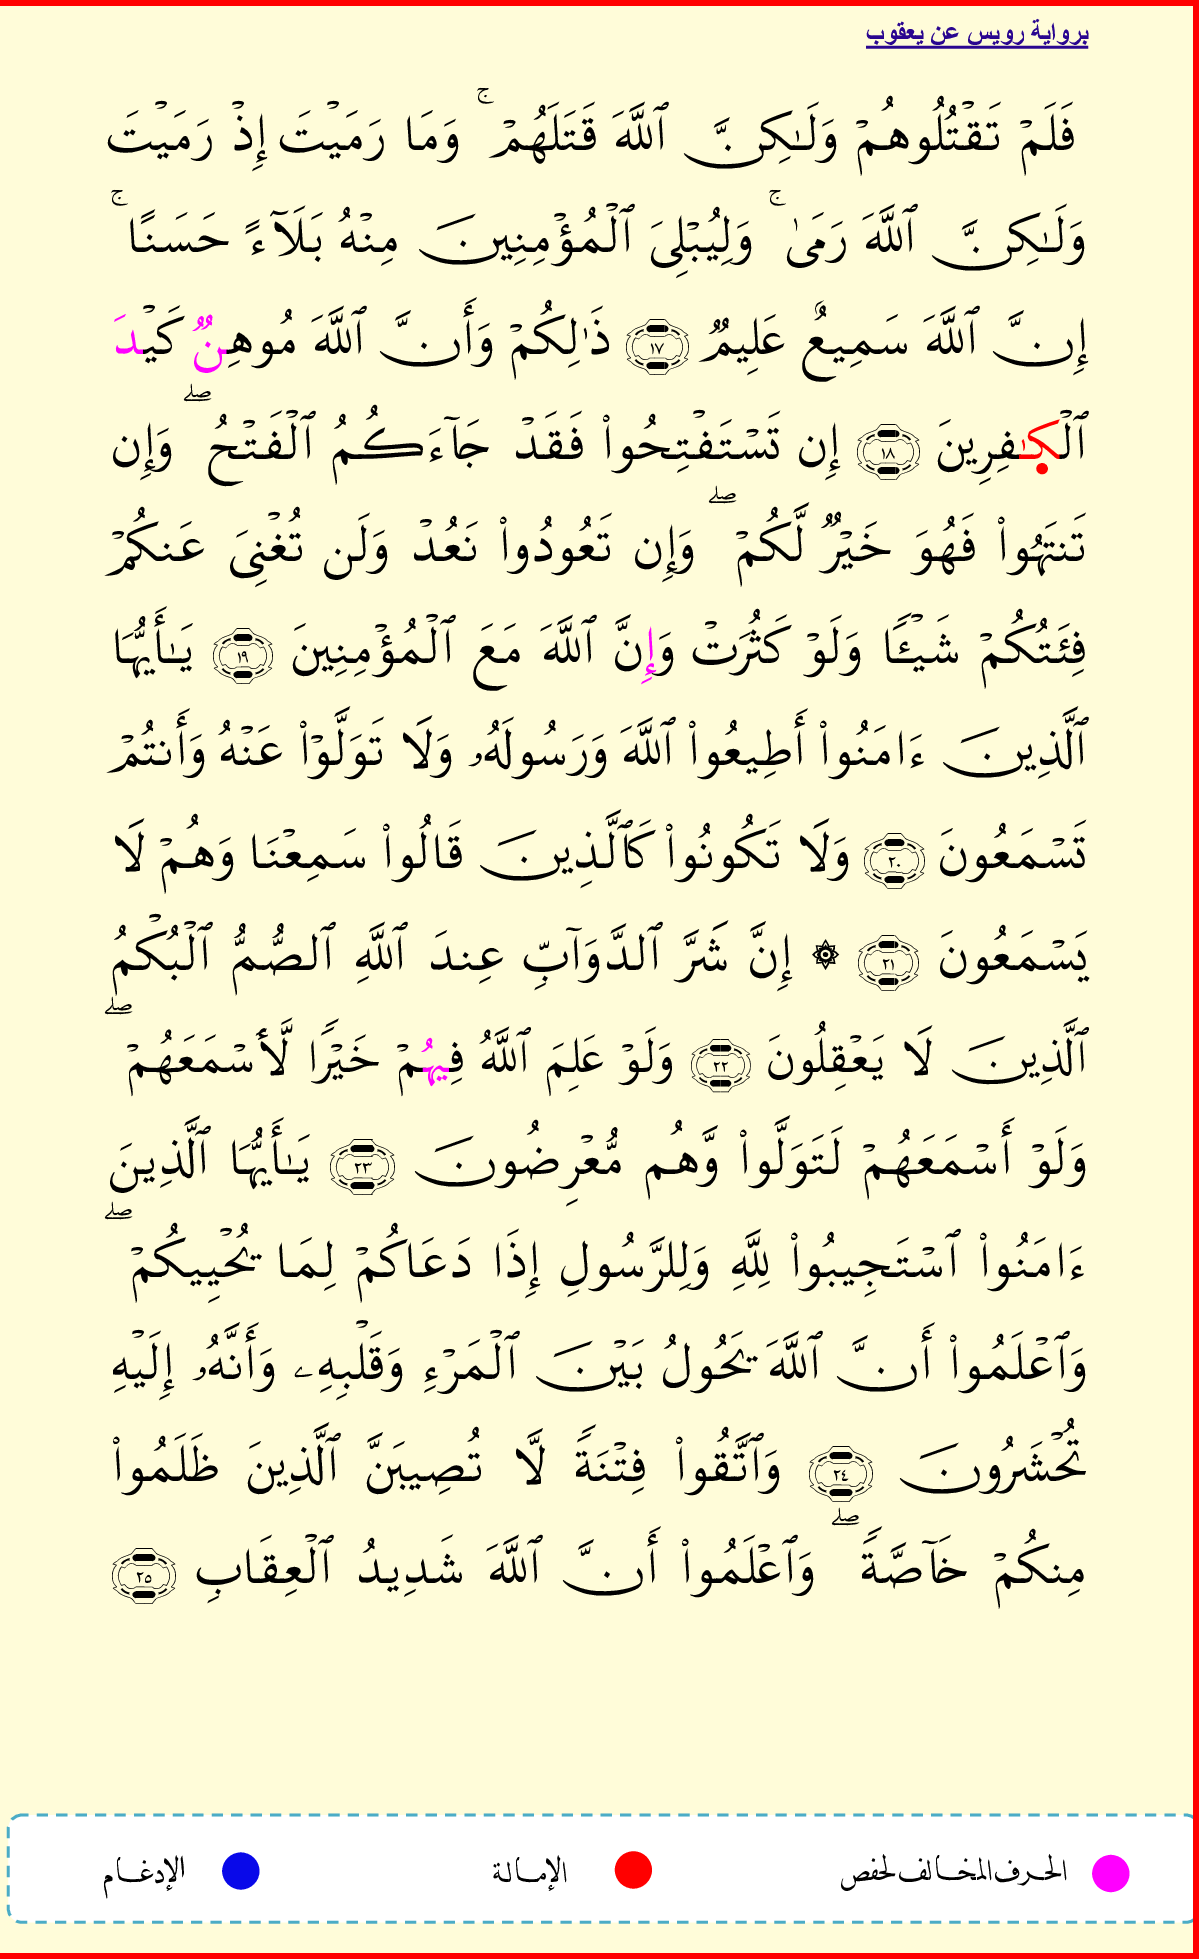 برواية رويس عن يعقوب
فَلَمْ تَقْتُلُوهُمْ وَلَـٰكِنَّ ٱللَّهَ قَتَلَهُمْ ۚ وَمَا رَمَيْتَ إِذْ رَمَيْتَ
وَلَـٰكِنَّ ٱللَّهَ رَمَىٰ ۚ وَلِيُبْلِىَ ٱلْمُؤْمِنِينَ مِنْهُ بَلَآءً حَسَنًا ۚ
إِنَّ ٱللَّهَ سَمِيعٌ عَلِيمٌ ١٧ ذَٰلِكُمْ وَأَنَّ ٱللَّهَ مُوهِنٌ كَيْدَ
ٱلْكَـٰفِرِينَ ١٨ إِن تَسْتَفْتِحُوا۟ فَقَدْ جَآءَكُمُ ٱلْفَتْحُ ۖ وَإِن
تَنتَهُوا۟ فَهُوَ خَيْرٌ لَّكُمْ ۖ وَإِن تَعُودُوا۟ نَعُدْ وَلَن تُغْنِىَ عَنكُمْ
فِئَتُكُمْ شَيْـًٔا وَلَوْ كَثُرَتْ وَإِنَّ ٱللَّهَ مَعَ ٱلْمُؤْمِنِينَ ١٩ يَـٰٓأَيُّهَا
ٱلَّذِينَ ءَامَنُوا۟ أَطِيعُوا۟ ٱللَّهَ وَرَسُولَهُۥ وَلَا تَوَلَّوْا۟ عَنْهُ وَأَنتُمْ
تَسْمَعُونَ ٢٠ وَلَا تَكُونُوا۟ كَٱلَّذِينَ قَالُوا۟ سَمِعْنَا وَهُمْ لَا
يَسْمَعُونَ ٢١ ۞ إِنَّ شَرَّ ٱلدَّوَآبِّ عِندَ ٱللَّهِ ٱلصُّمُّ ٱلْبُكْمُ
ٱلَّذِينَ لَا يَعْقِلُونَ ٢٢ وَلَوْ عَلِمَ ٱللَّهُ فِيهُمْ خَيْرًا لَّأَسْمَعَهُمْ ۖ
وَلَوْ أَسْمَعَهُمْ لَتَوَلَّوا۟ وَّهُم مُّعْرِضُونَ ٢٣ يَـٰٓأَيُّهَا ٱلَّذِينَ
ءَامَنُوا۟ ٱسْتَجِيبُوا۟ لِلَّهِ وَلِلرَّسُولِ إِذَا دَعَاكُمْ لِمَا يُحْيِيكُمْ ۖ
وَٱعْلَمُوا۟ أَنَّ ٱللَّهَ يَحُولُ بَيْنَ ٱلْمَرْءِ وَقَلْبِهِۦ وَأَنَّهُۥ إِلَيْهِ
تُحْشَرُونَ ٢٤ وَٱتَّقُوا۟ فِتْنَةً لَّا تُصِيبَنَّ ٱلَّذِينَ ظَلَمُوا۟
مِنكُمْ خَآصَّةً ۖ وَٱعْلَمُوا۟ أَنَّ ٱللَّهَ شَدِيدُ ٱلْعِقَابِ ٢٥
الحرف المخالف لحفص الإمالة الإدغام